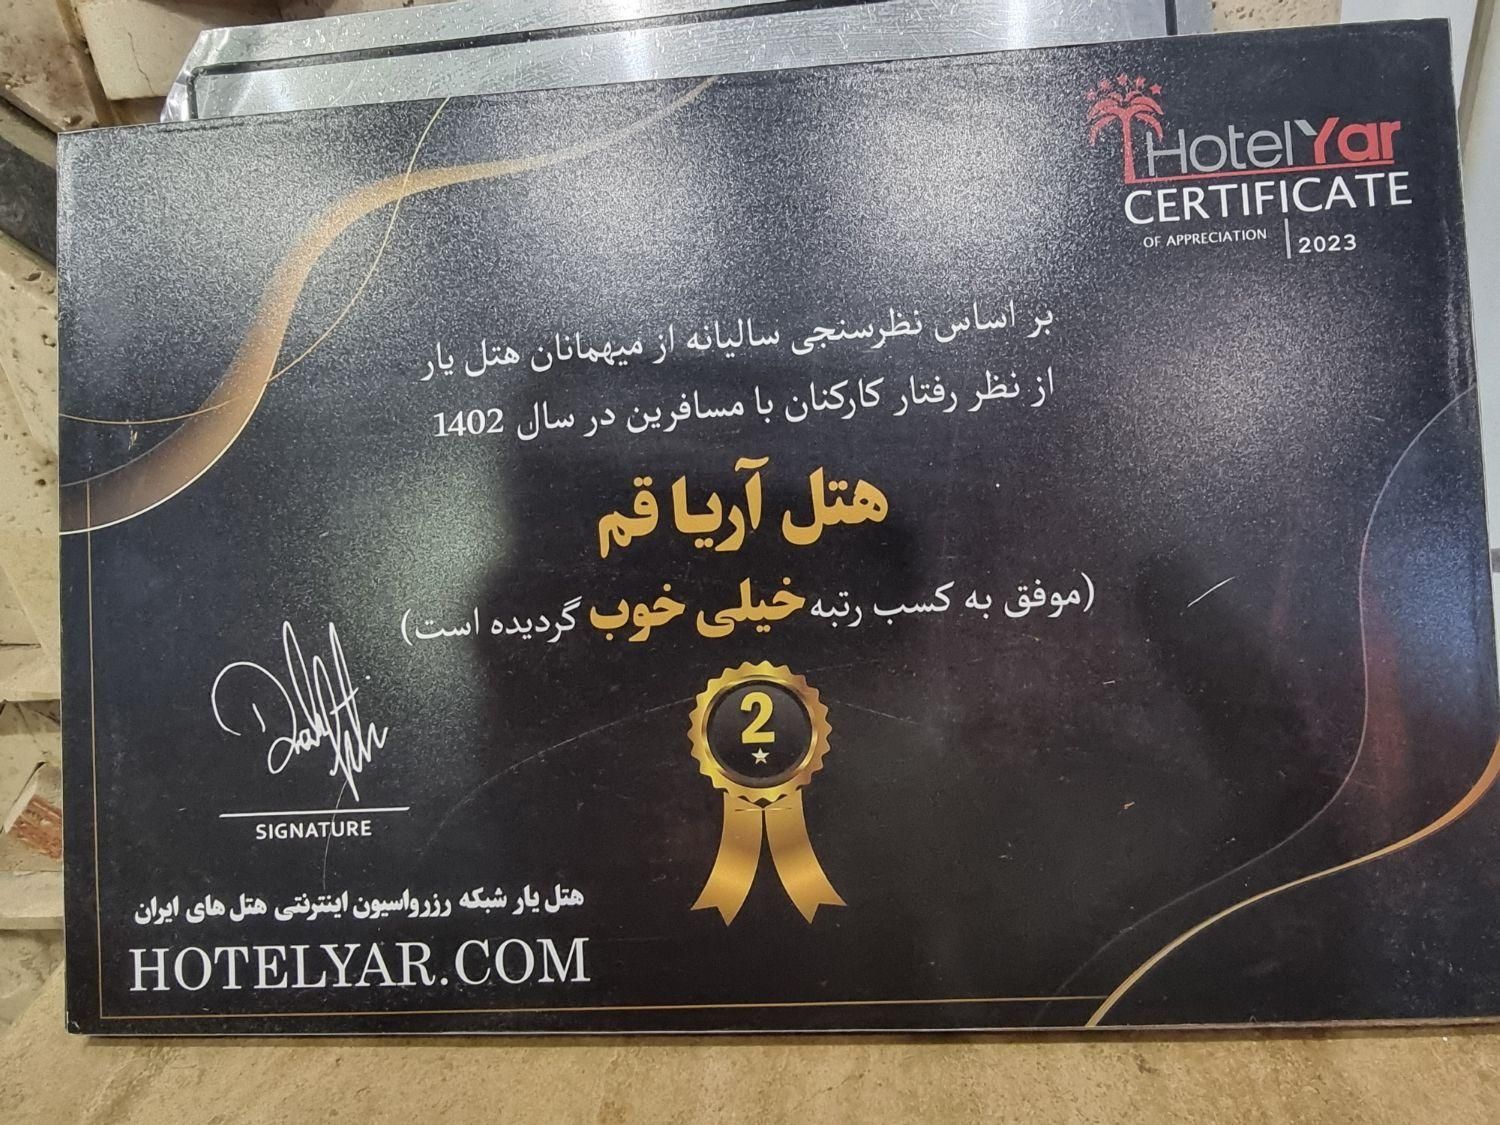 HotelYar
CERTIFICATE
OF APPRECIATION | 2023
بر اساس نظرسنجی سالیانه از میهمانان هتل یار
از نظر رفتار کارکنان با مسافرین در سال 1402
هتل آریا قم
(موفق به کسب رتبه خیلی خوب گردیده است)
2
SIGNATURE
هتل یار شبکه رزرواسیون اینترنتی هتل های ایران
HOTELYAR.COM